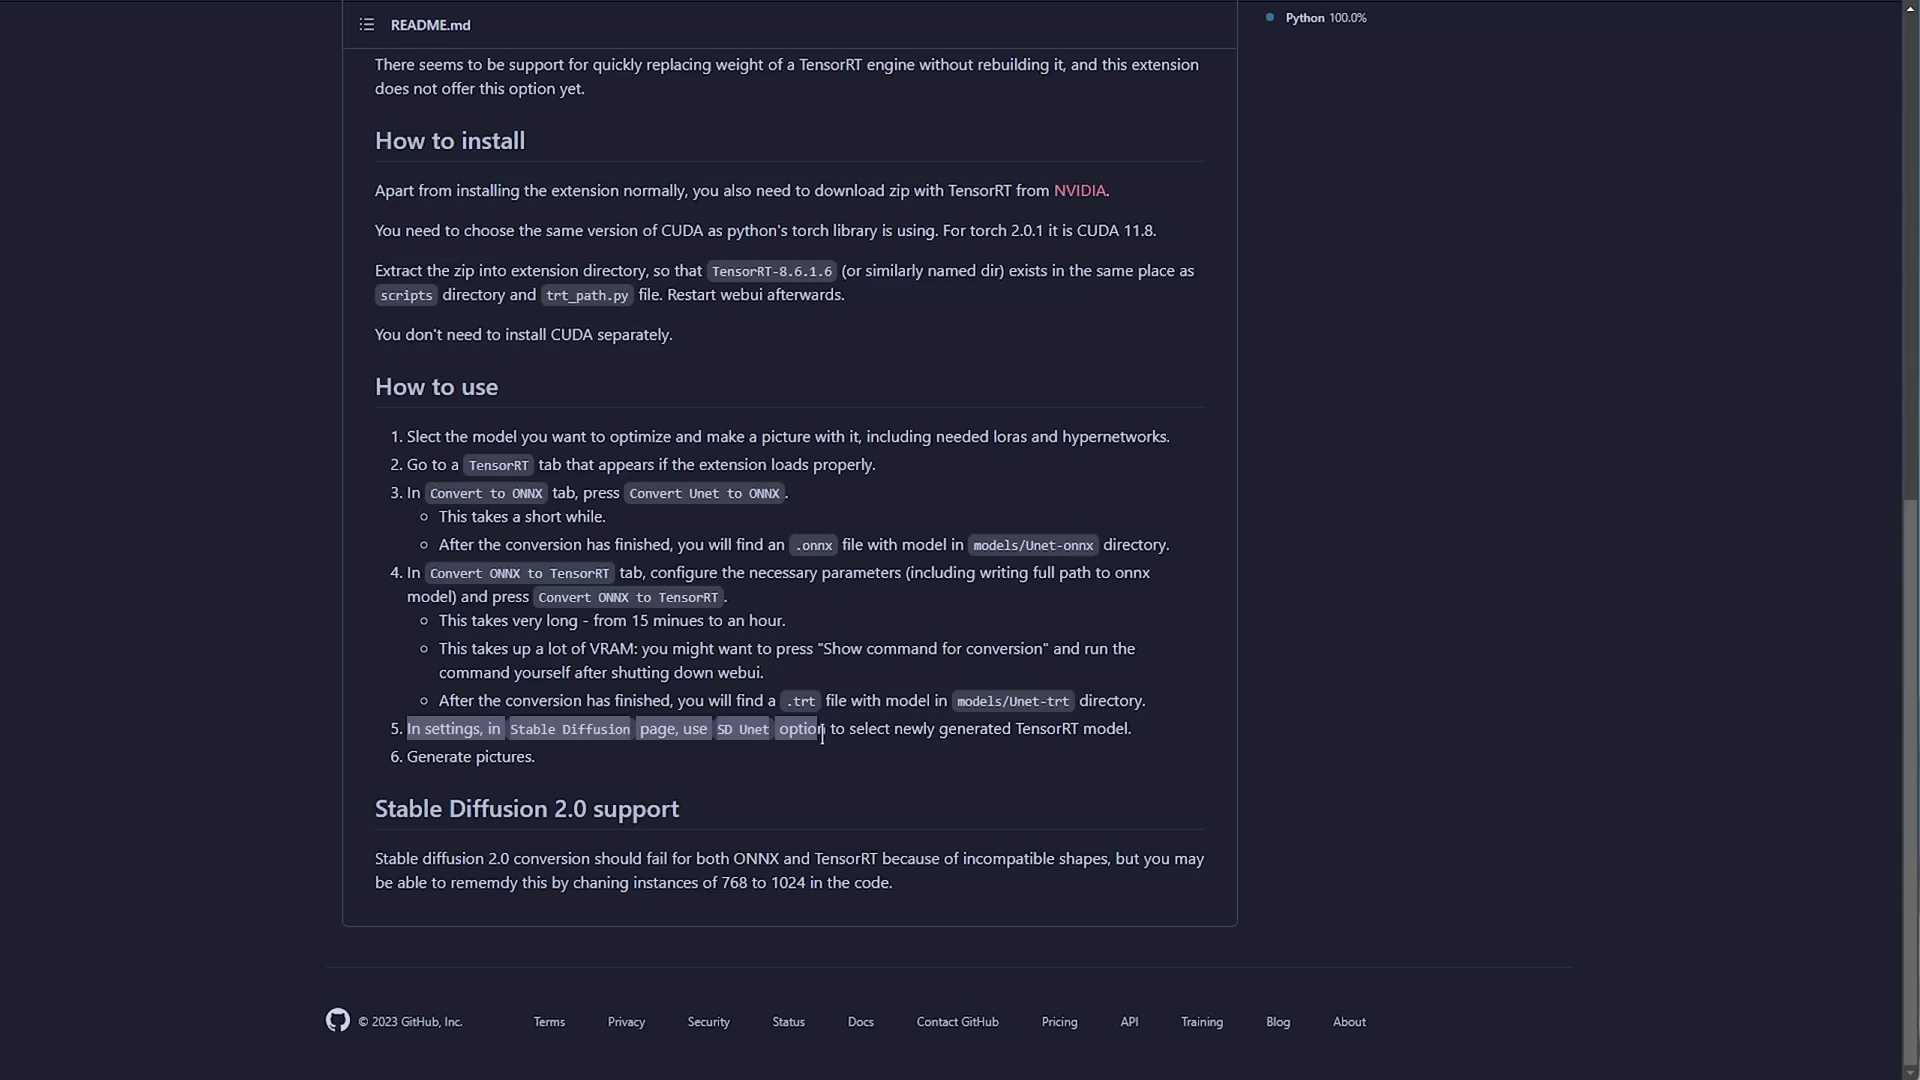 README.md
Python 100.0%
There seems to be support for quickly replacing weight of a TensorRT engine without rebuilding it, and this extension
does not offer this option yet.
How to install
Apart from installing the extension normally, you also need to download zip with TensorRT from NVIDIA.
You need to choose the same version of CUDA as python's torch library is using. For torch 2.0.1 it is CUDA 11.8.
Extract the zip into extension directory, so that TensorRT-8.6.1.6 (or similarly named dir) exists in the same place as
scripts directory and trt_path.py file. Restart webui afterwards.
You don't need to install CUDA separately.
How to use
1. Slect the model you want to optimize and make a picture with it, including needed loras and hypernetworks.
2. Go to a TensorRT tab that appears if the extension loads properly.
3. In Convert to ONNX tab, press Convert Unet to ONNX.
This takes a short while.
After the conversion has finished, you will find an .onnx file with model in models/Unet-onnx directory.
4. In Convert ONNX to TensorRT tab, configure the necessary parameters (including writing full path to onnx
model) and press Convert ONNX to TensorRT.
This takes very long - from 15 minues to an hour.
This takes up a lot of VRAM: you might want to press "Show command for conversion" and run the
command yourself after shutting down webui.
After the conversion has finished, you will find a .trt file with model in models/Unet-trt directory.
5. In settings, in Stable Diffusion page, use SD Unet option to select newly generated TensorRT model.
6. Generate pictures.
Stable Diffusion 2.0 support
Stable diffusion 2.0 conversion should fail for both ONNX and TensorRT because of incompatible shapes, but you may
be able to rememdy this by chaning instances of 768 to 1024 in the code.
© 2023 GitHub, Inc. Terms Privacy Security Status Docs Contact GitHub Pricing API Training Blog About